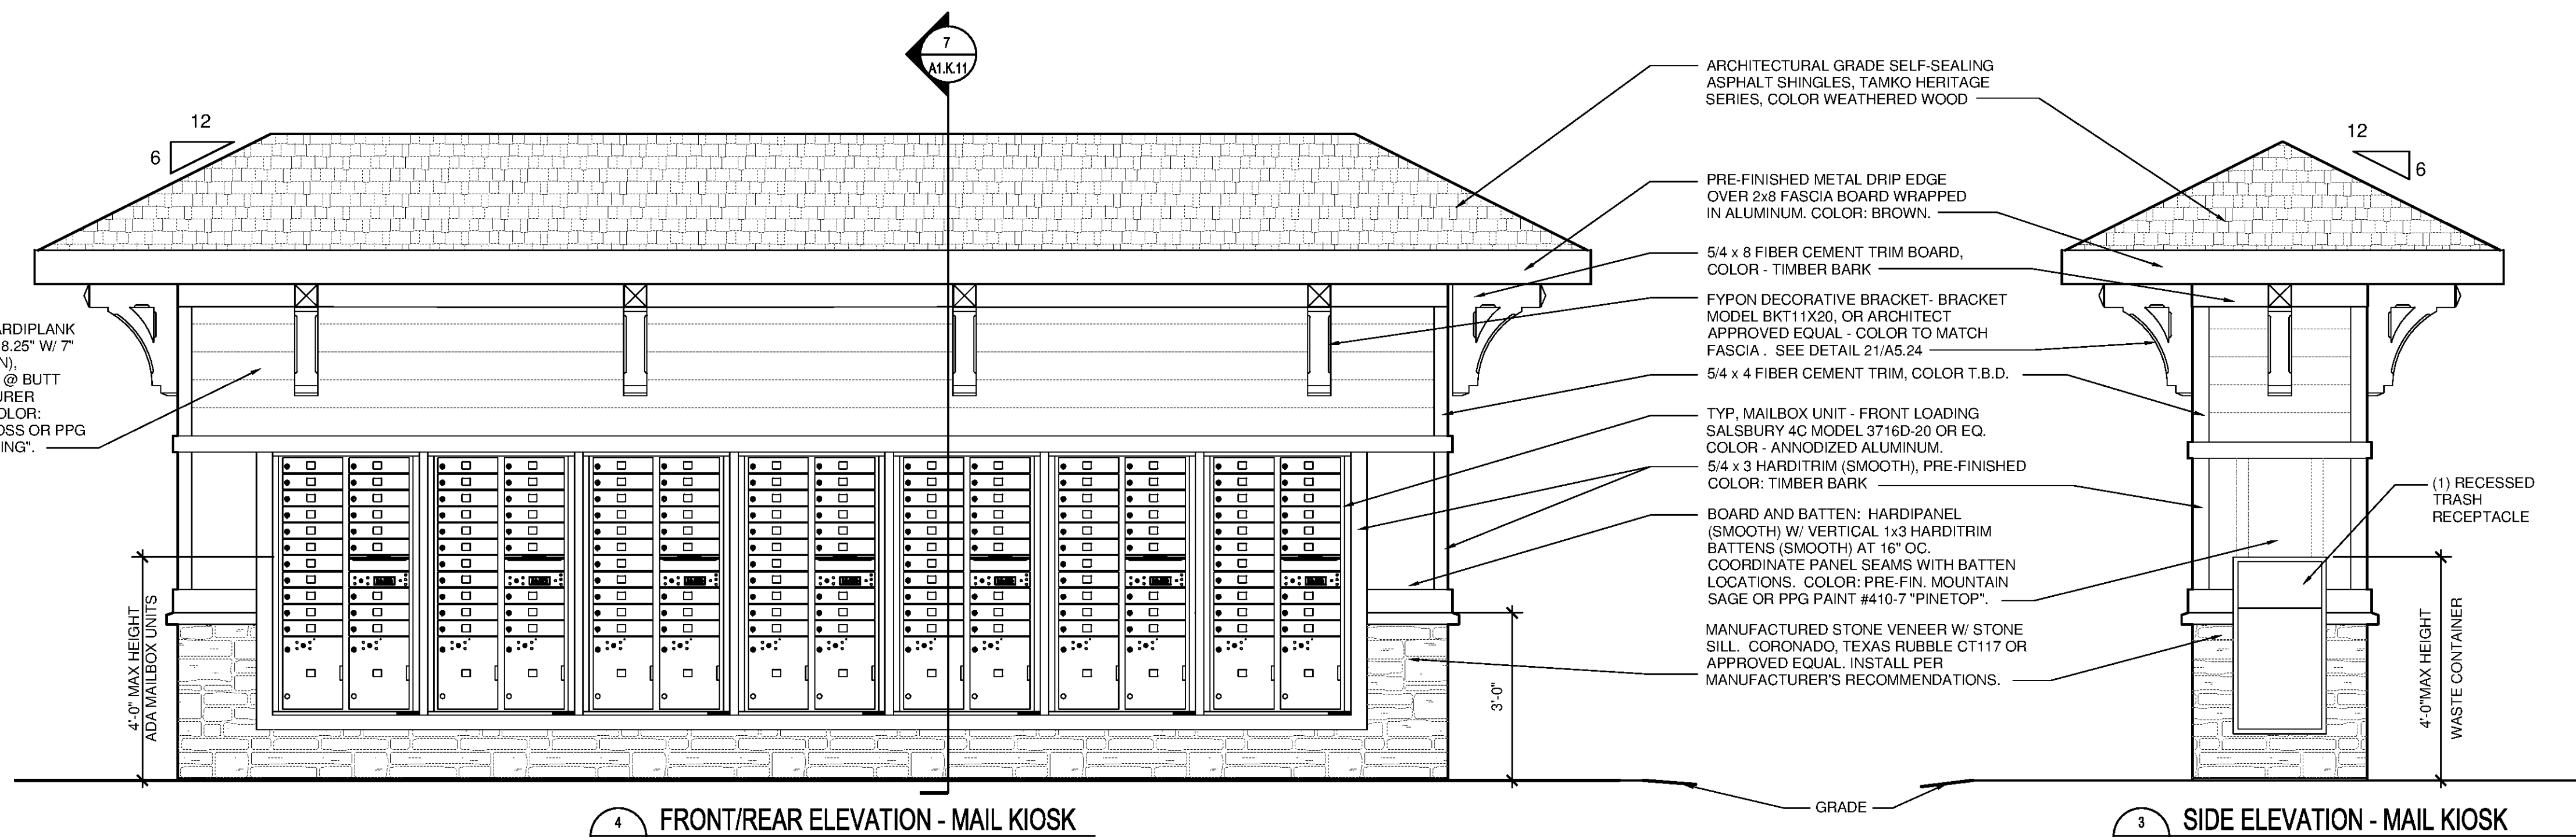 7
A1.K.11
12
6
ARDIPLANK
8.25" W/ 7"
N),
@ BUTT
URER
OLOR:
OSS OR PPG
ING".
4'-0" MAX HEIGHT
ADA MAILBOX UNITS
ARCHITECTURAL GRADE SELF-SEALING
ASPHALT SHINGLES, TAMKO HERITAGE
SERIES, COLOR WEATHERED WOOD
PRE-FINISHED METAL DRIP EDGE
OVER 2x8 FASCIA BOARD WRAPPED
IN ALUMINUM. COLOR: BROWN.
5/4 x 8 FIBER CEMENT TRIM BOARD,
COLOR - TIMBER BARK
FYPON DECORATIVE BRACKET- BRACKET
MODEL BKT11X20, OR ARCHITECT
APPROVED EQUAL - COLOR TO MATCH
FASCIA . SEE DETAIL 21/A5.24
5/4 x 4 FIBER CEMENT TRIM, COLOR T.B.D.
TYP, MAILBOX UNIT - FRONT LOADING
SALSBURY 4C MODEL 3716D-20 OR EQ.
COLOR - ANNODIZED ALUMINUM.
5/4 x 3 HARDITRIM (SMOOTH), PRE-FINISHED
COLOR: TIMBER BARK
BOARD AND BATTEN: HARDIPANEL
(SMOOTH) W/ VERTICAL 1x3 HARDITRIM
BATTENS (SMOOTH) AT 16" OC.
COORDINATE PANEL SEAMS WITH BATTEN
LOCATIONS. COLOR: PRE-FIN. MOUNTAIN
SAGE OR PPG PAINT #410-7 "PINETOP".
MANUFACTURED STONE VENEER W/ STONE
SILL. CORONADO, TEXAS RUBBLE CT117 OR
APPROVED EQUAL. INSTALL PER
MANUFACTURER'S RECOMMENDATIONS.
3'-0"
GRADE
12
6
(1) RECESSED
TRASH
RECEPTACLE
4'-0"MAX HEIGHT
WASTE CONTAINER
4
FRONT/REAR ELEVATION - MAIL KIOSK
3
SIDE ELEVATION - MAIL KIOSK